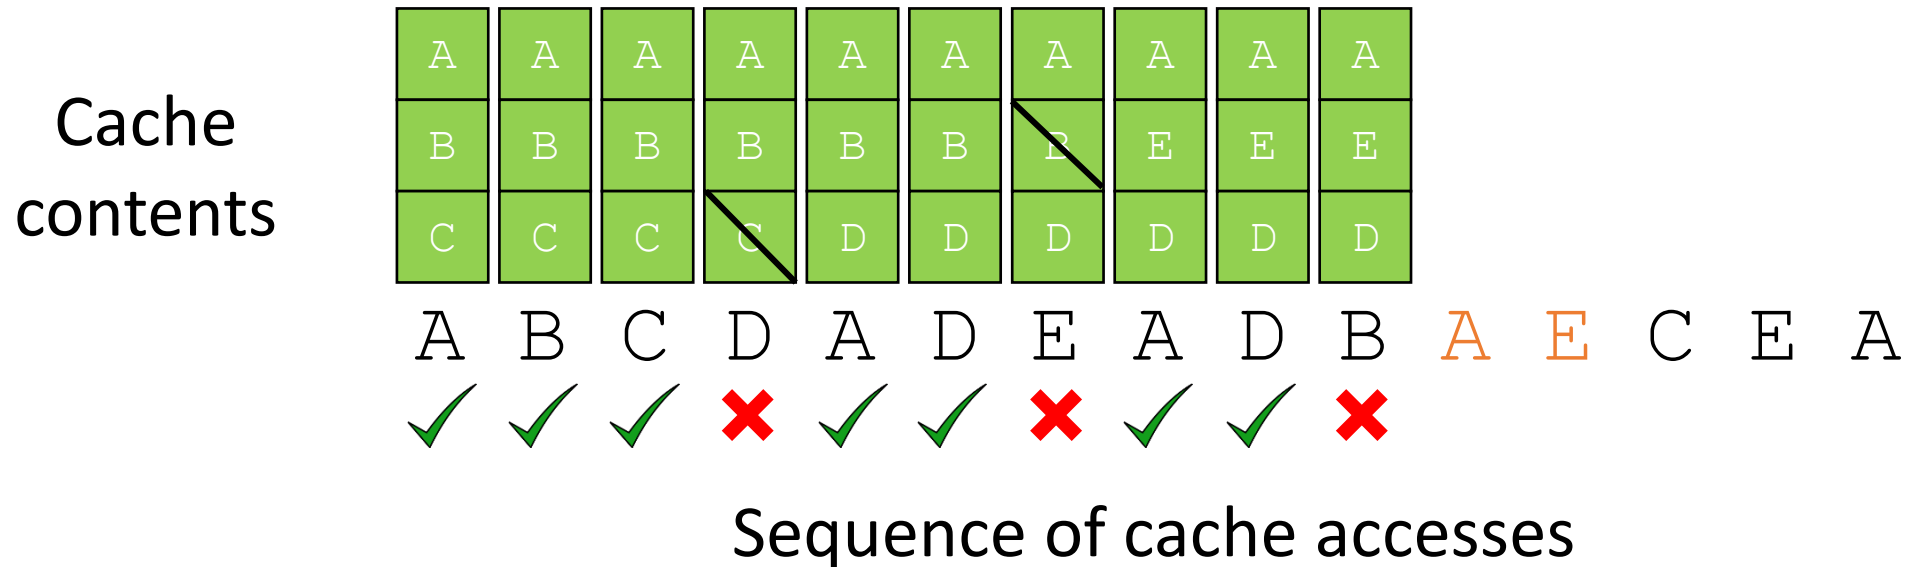 A A A A A A A A A A
Cache
B B B B B B B E E E
contents
C C C C D D D D D D
A B C D A D E A D B A E C E A
Sequence of cache accesses